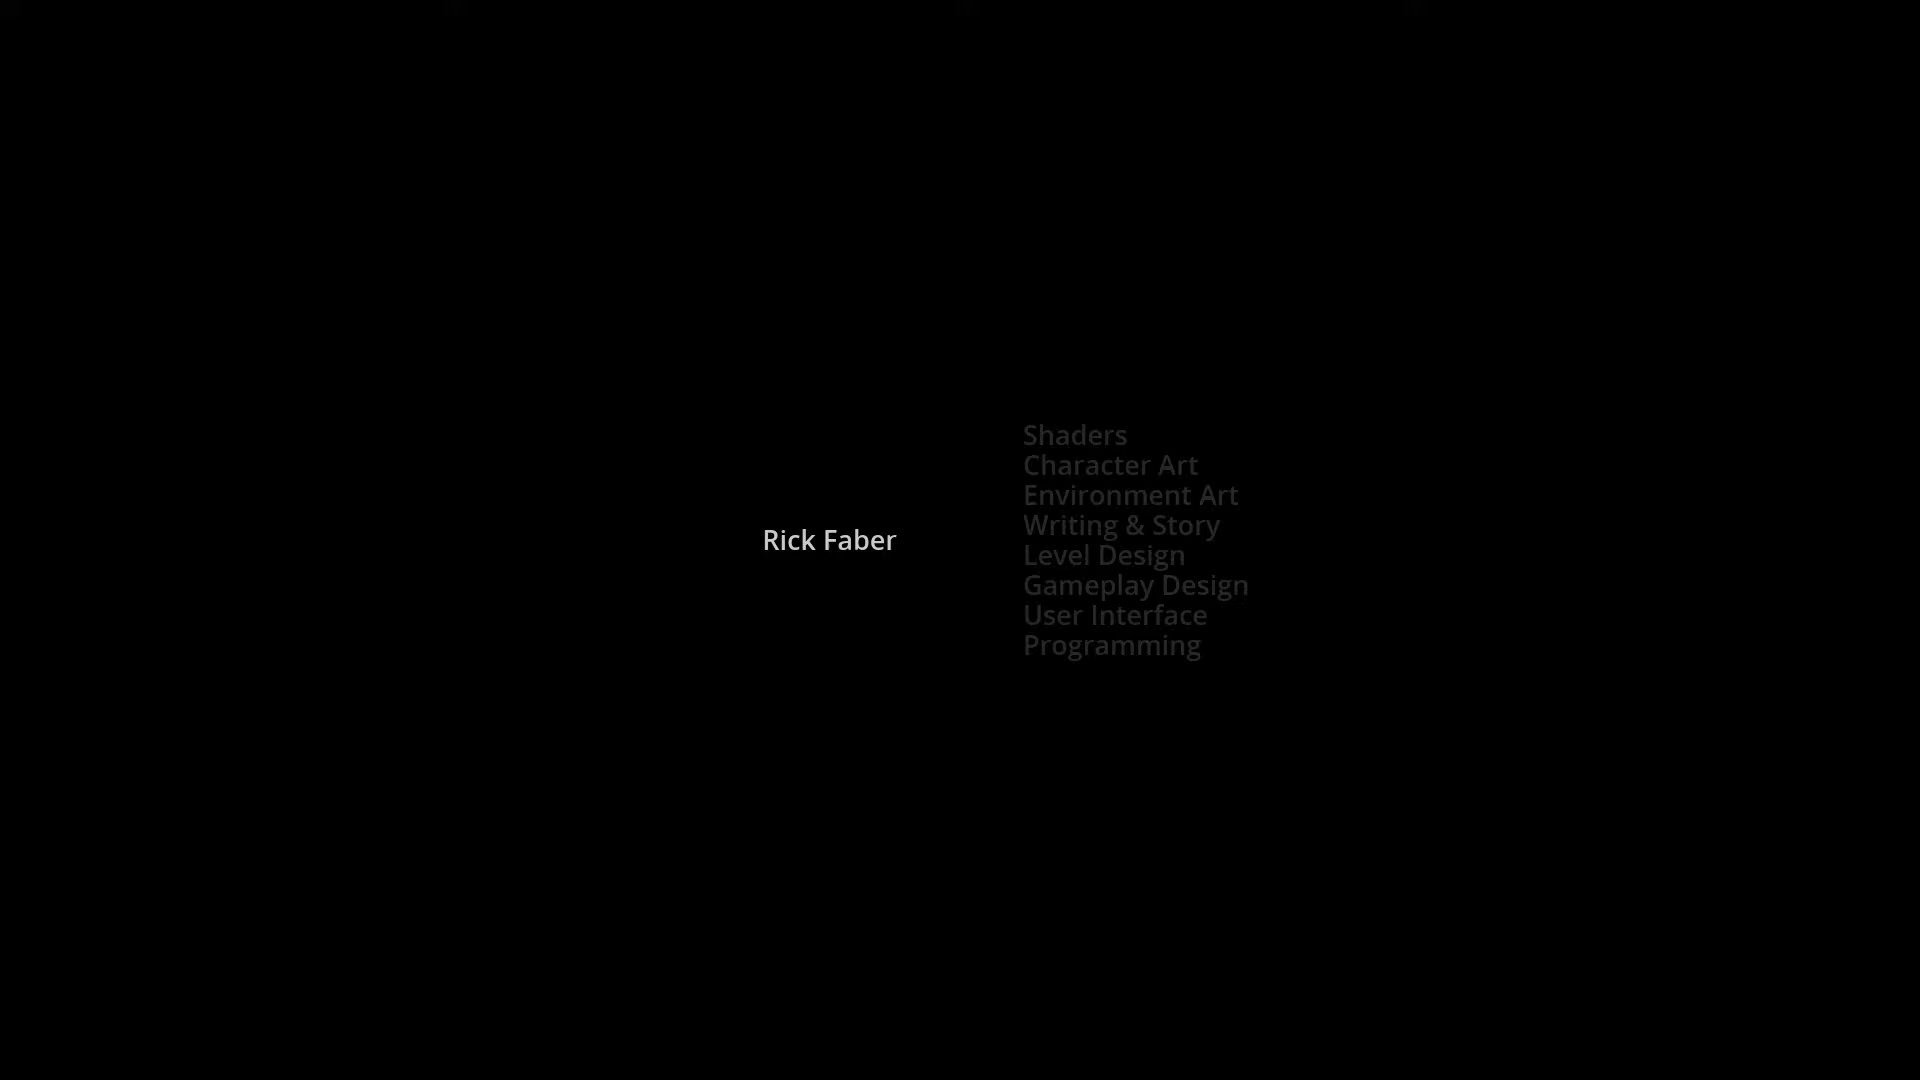 Rick Faber
Shaders
Character Art
Environment Art
Writing & Story
Level Design
Gameplay Design
User Interface
Programming